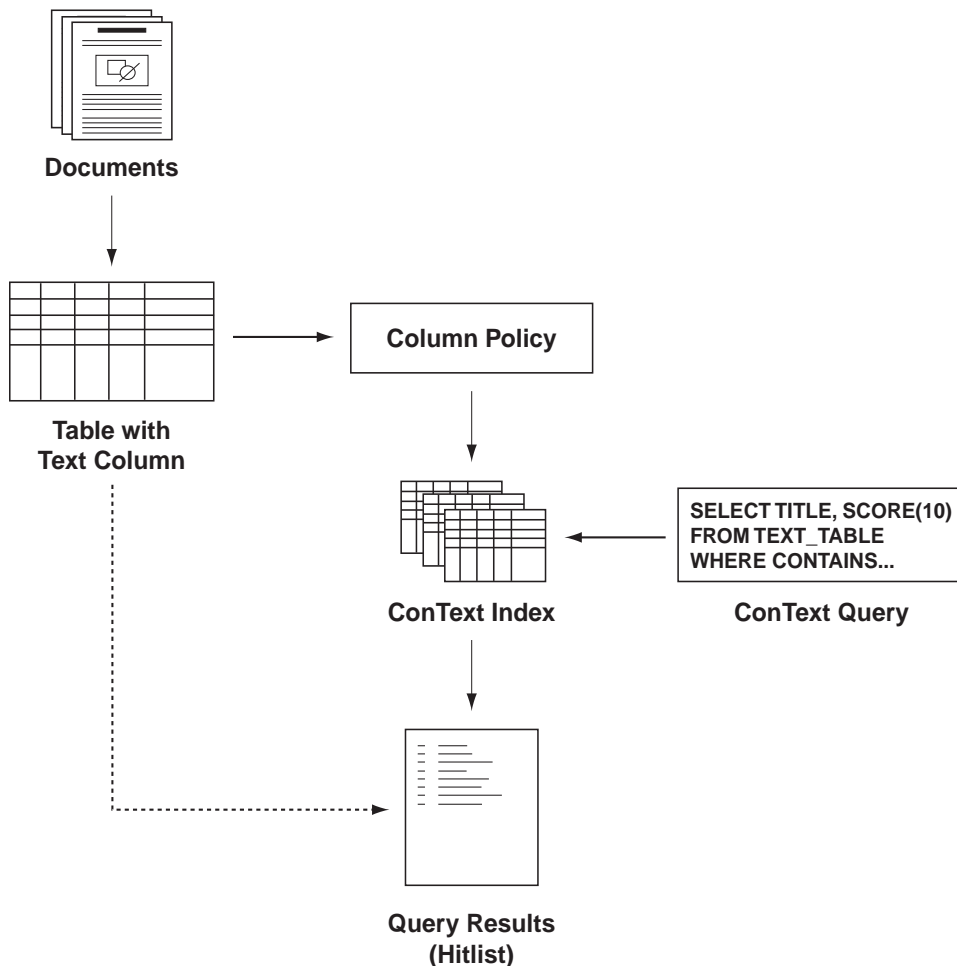 Documents
Table with
Text Column
Column Policy
ConText Index
SELECT TITLE, SCORE(10)
FROM TEXT_TABLE
WHERE CONTAINS...
ConText Query
Query Results
(Hitlist)